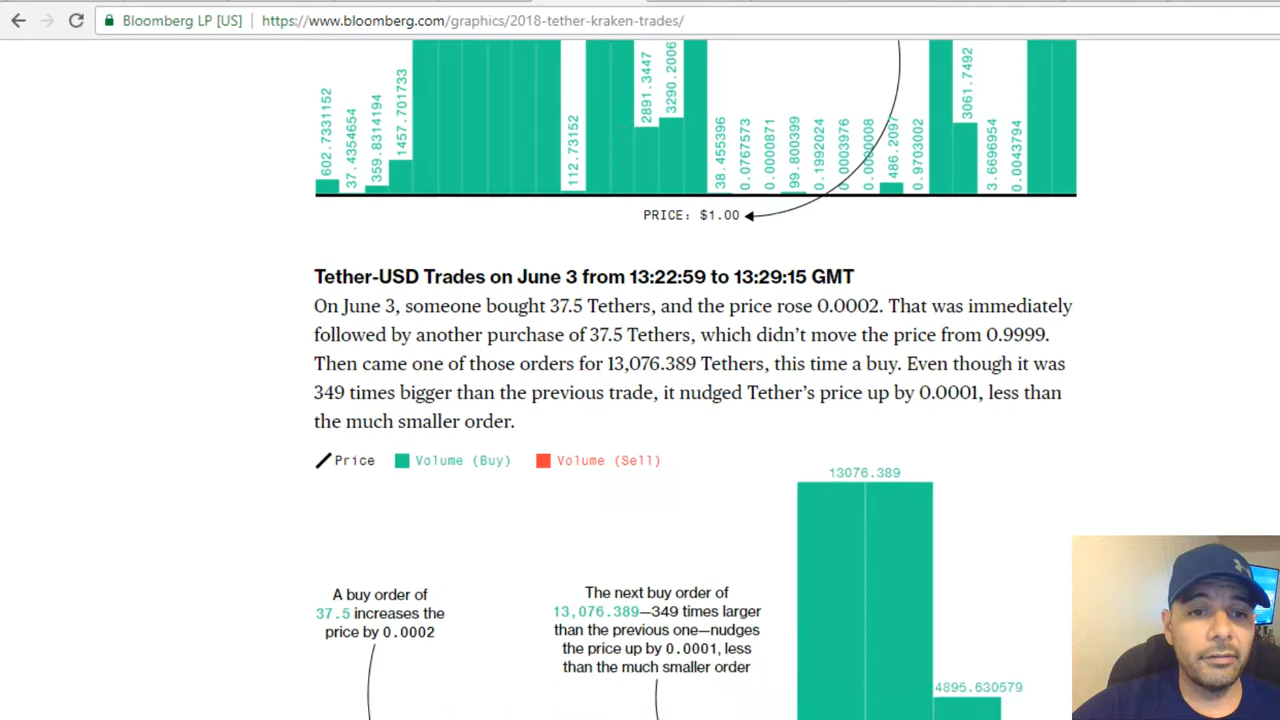 Bloomberg LP [US] | https://www.bloomberg.com/graphics/2018-tether-kraken-trades/
602.7331152
37.4354654
359.8314194
1457.701733
112.73152
2891.3447
3290.2006
38.455396
0.0767573
0.0000871
99.800399
0.1992024
0.0003976
0.0000008
486.2097
0.9703002
3061.7492
3.6696954
0.0043794
PRICE: $1.00
Tether-USD Trades on June 3 from 13:22:59 to 13:29:15 GMT
On June 3, someone bought 37.5 Tethers, and the price rose 0.0002. That was immediately
followed by another purchase of 37.5 Tethers, which didn’t move the price from 0.9999.
Then came one of those orders for 13,076.389 Tethers, this time a buy. Even though it was
349 times bigger than the previous trade, it nudged Tether’s price up by 0.0001, less than
the much smaller order.
Price Volume (Buy) Volume (Sell)
13076.389
A buy order of
37.5 increases the
price by 0.0002
The next buy order of
13,076.389—349 times larger
than the previous one—nudges
the price up by 0.0001, less
than the much smaller order
4895.630579